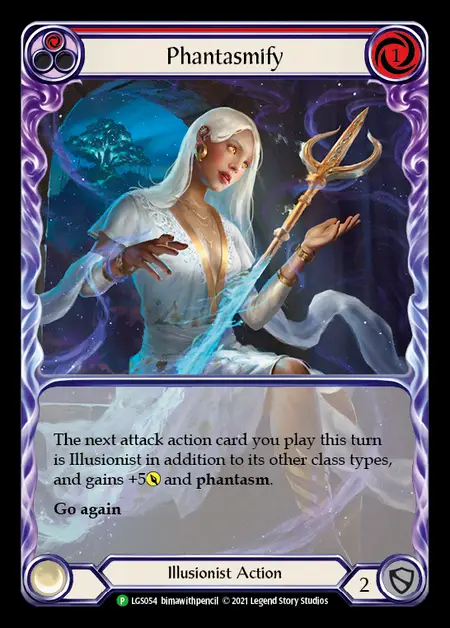 Phantasmify
1
The next attack action card you play this turn
is Illusionist in addition to its other class types,
and gains +5 and phantasm.
Go again
Illusionist Action
2
P LGS054 bimawithpencil © 2021 Legend Story Studios